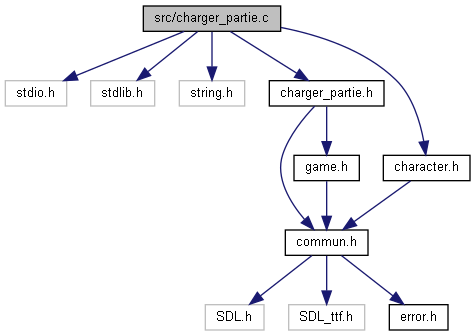 src/charger_partie.c
stdio.h
stdlib.h
string.h
charger_partie.h
game.h
character.h
commun.h
SDL.h
SDL_ttf.h
error.h